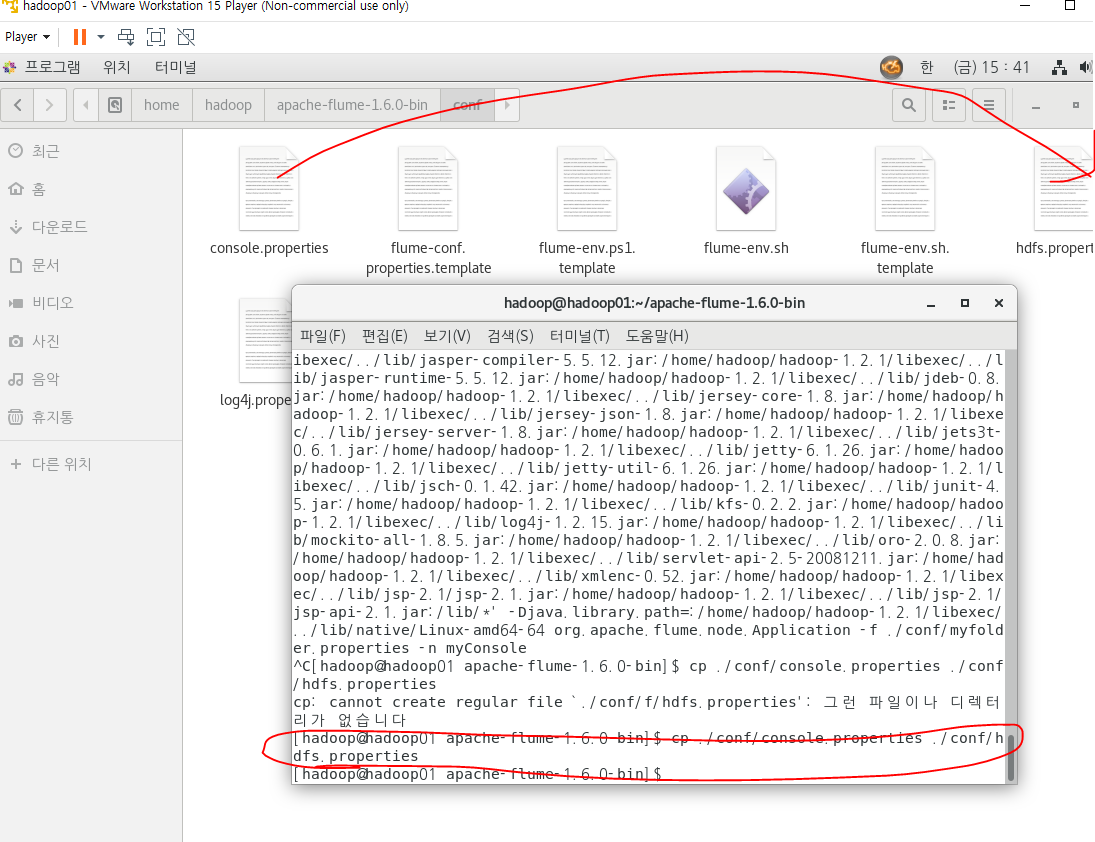 hadoop01 - VMware Workstation 15 Player (Non-commercial use only)
Player
프로그램 위치 터미널 한 (금) 15 : 41
home hadoop apache-flume-1.6.0-bin conf
최근
홈
다운로드
문서
비디오
사진
음악
휴지통
다른 위치
console.properties
flume-conf.
properties.template
flume-env.ps1.
template
flume-env.sh
flume-env.sh.
template
hdfs.propert
log4j.prope
hadoop@hadoop01:~/apache-flume-1.6.0-bin
파일(F) 편집(E) 보기(V) 검색(S) 터미널(T) 도움말(H)
ibexec/../lib/jasper-compiler-5.5.12.jar:/home/hadoop/hadoop-1.2.1/libexec/../l
ib/jasper-runtime-5.5.12.jar:/home/hadoop/hadoop-1.2.1/libexec/../lib/jdeb-0.8.
jar:/home/hadoop/hadoop-1.2.1/libexec/../lib/jersey-core-1.8.jar:/home/hadoop/h
adoop-1.2.1/libexec/../lib/jersey-json-1.8.jar:/home/hadoop/hadoop-1.2.1/libexe
c/../lib/jersey-server-1.8.jar:/home/hadoop/hadoop-1.2.1/libexec/../lib/jets3t-
0.6.1.jar:/home/hadoop/hadoop-1.2.1/libexec/../lib/jetty-6.1.26.jar:/home/hadoo
p/hadoop-1.2.1/libexec/../lib/jetty-util-6.1.26.jar:/home/hadoop/hadoop-1.2.1/l
ibexec/../lib/jsch-0.1.42.jar:/home/hadoop/hadoop-1.2.1/libexec/../lib/junit-4.
5.jar:/home/hadoop/hadoop-1.2.1/libexec/../lib/kfs-0.2.2.jar:/home/hadoop/hadoo
p-1.2.1/libexec/../lib/log4j-1.2.15.jar:/home/hadoop/hadoop-1.2.1/libexec/../li
b/mockito-all-1.8.5.jar:/home/hadoop/hadoop-1.2.1/libexec/../lib/oro-2.0.8.jar:
/home/hadoop/hadoop-1.2.1/libexec/../lib/servlet-api-2.5-20081211.jar:/home/had
oop/hadoop-1.2.1/libexec/../lib/xmlenc-0.52.jar:/home/hadoop/hadoop-1.2.1/libex
ec/../lib/jsp-2.1/jsp-2.1.jar:/home/hadoop/hadoop-1.2.1/libexec/../lib/jsp-2.1/
jsp-api-2.1.jar:/lib/*' -Djava.library.path=:/home/hadoop/hadoop-1.2.1/libexec/
../lib/native/Linux-amd64-64 org.apache.flume.node.Application -f ./conf/myfold
er.properties -n myConsole
^C[hadoop@hadoop01 apache-flume-1.6.0-bin]$ cp ./conf/console.properties ./conf
/hdfs.properties
cp: cannot create regular file `./conf/f/hdfs.properties': 그런 파일이나 디렉터
리가 없습니다
[hadoop@hadoop01 apache-flume-1.6.0-bin]$ cp ./conf/console.properties ./conf/h
dfs.properties
[hadoop@hadoop01 apache-flume-1.6.0-bin]$